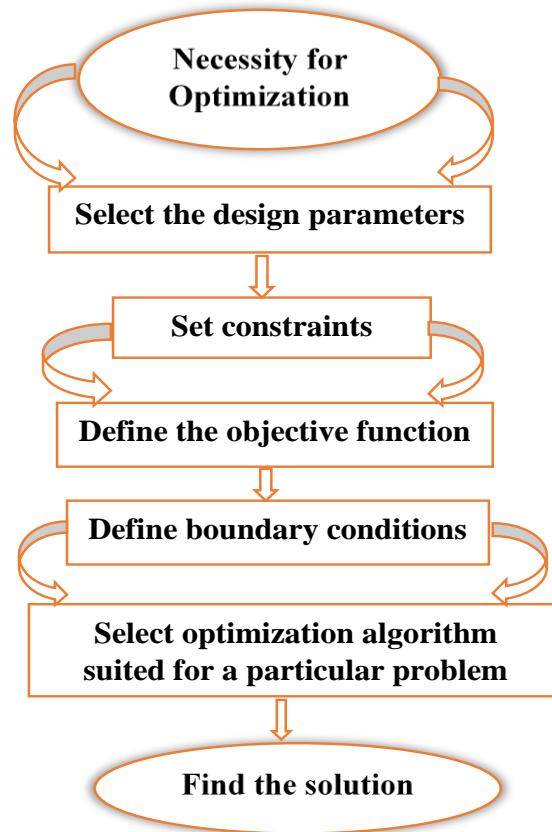 Necessity for
Optimization
Select the design parameters
Set constraints
Define the objective function
Define boundary conditions
Select optimization algorithm
suited for a particular problem
Find the solution